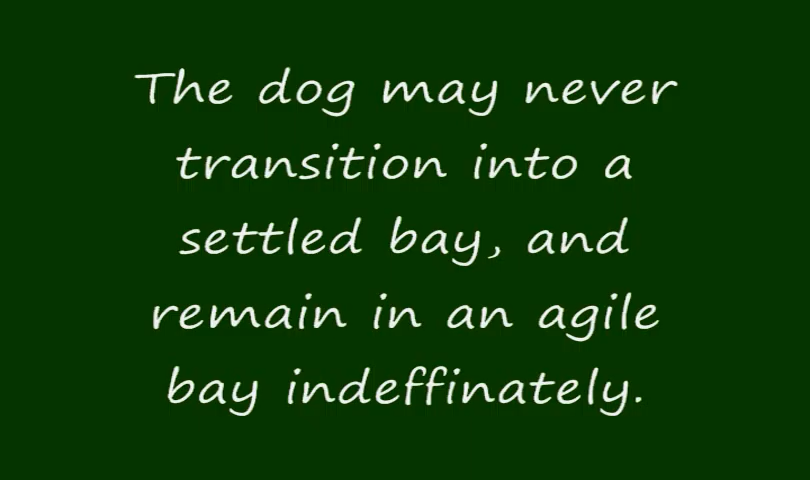 The dog may never
transition into a
settled bay, and
remain in an agile
bay indeffinately.